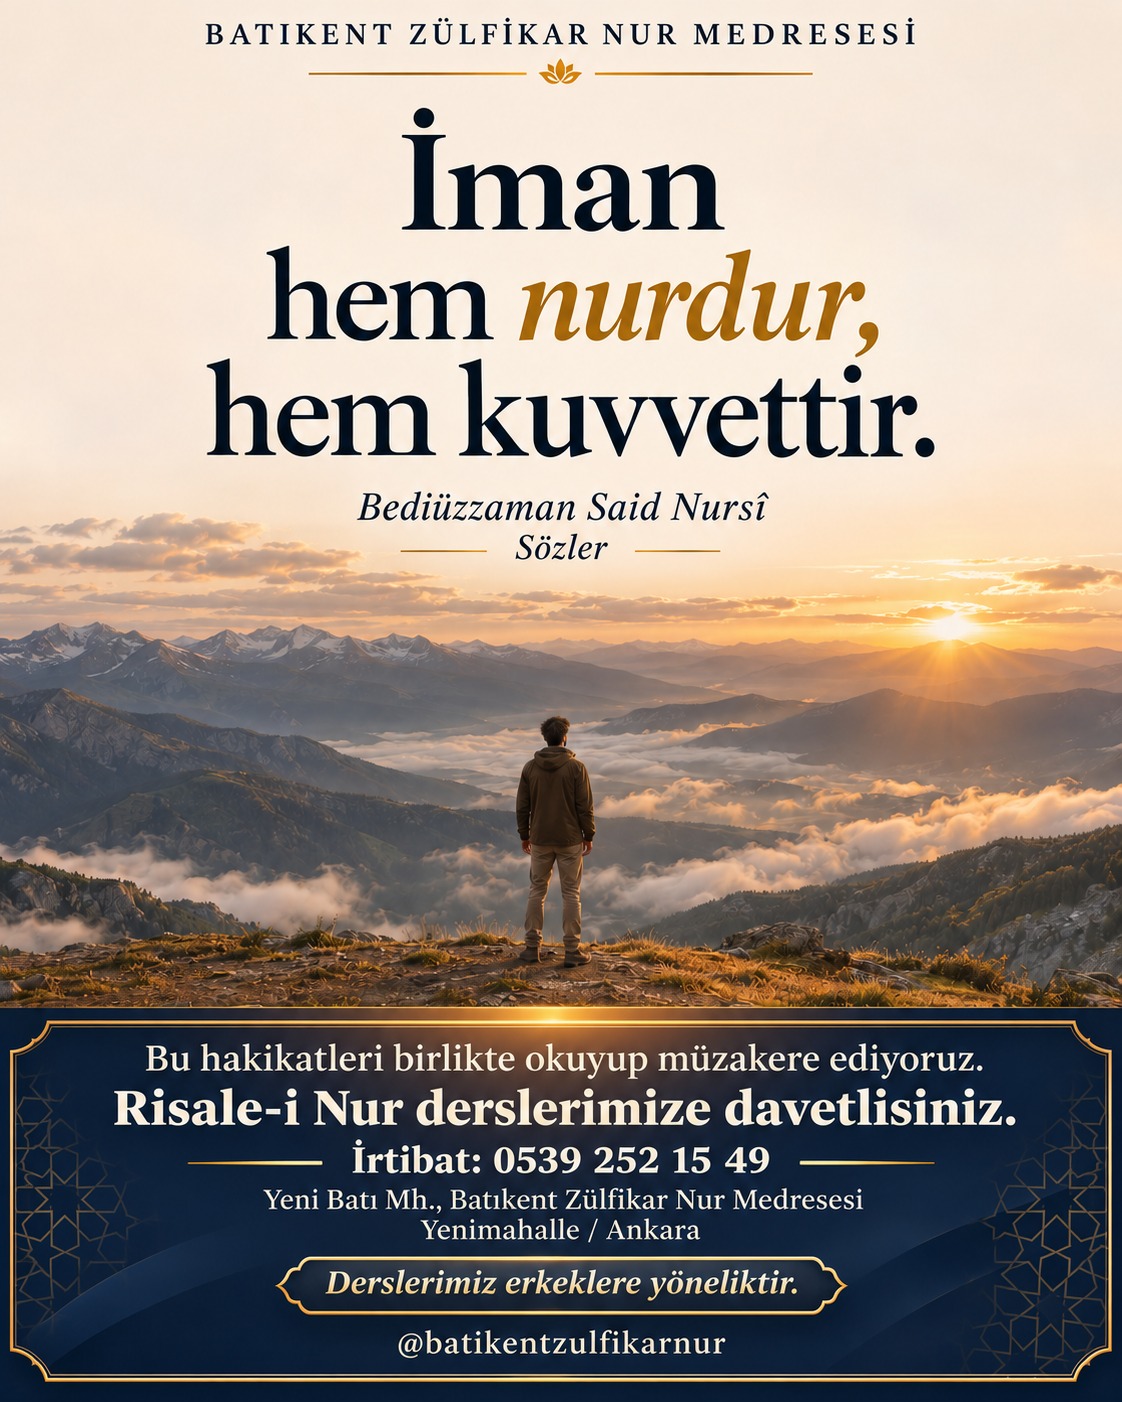 BATIKENT ZÜLFİKAR NUR MEDRESESİ
İman
hem nurdur,
hem kuvvettir.
Bediüzzaman Said Nursî
Sözler
Bu hakikatleri birlikte okuyup müzakere ediyoruz.
Risale-i Nur derslerimize davetlisiniz.
İrtibat: 0539 252 15 49
Yeni Batı Mh., Batıkent Zülfikar Nur Medresesi
Yenimahalle / Ankara
Derslerimiz erkeklere yöneliktir.
@batikentzulfikarnur